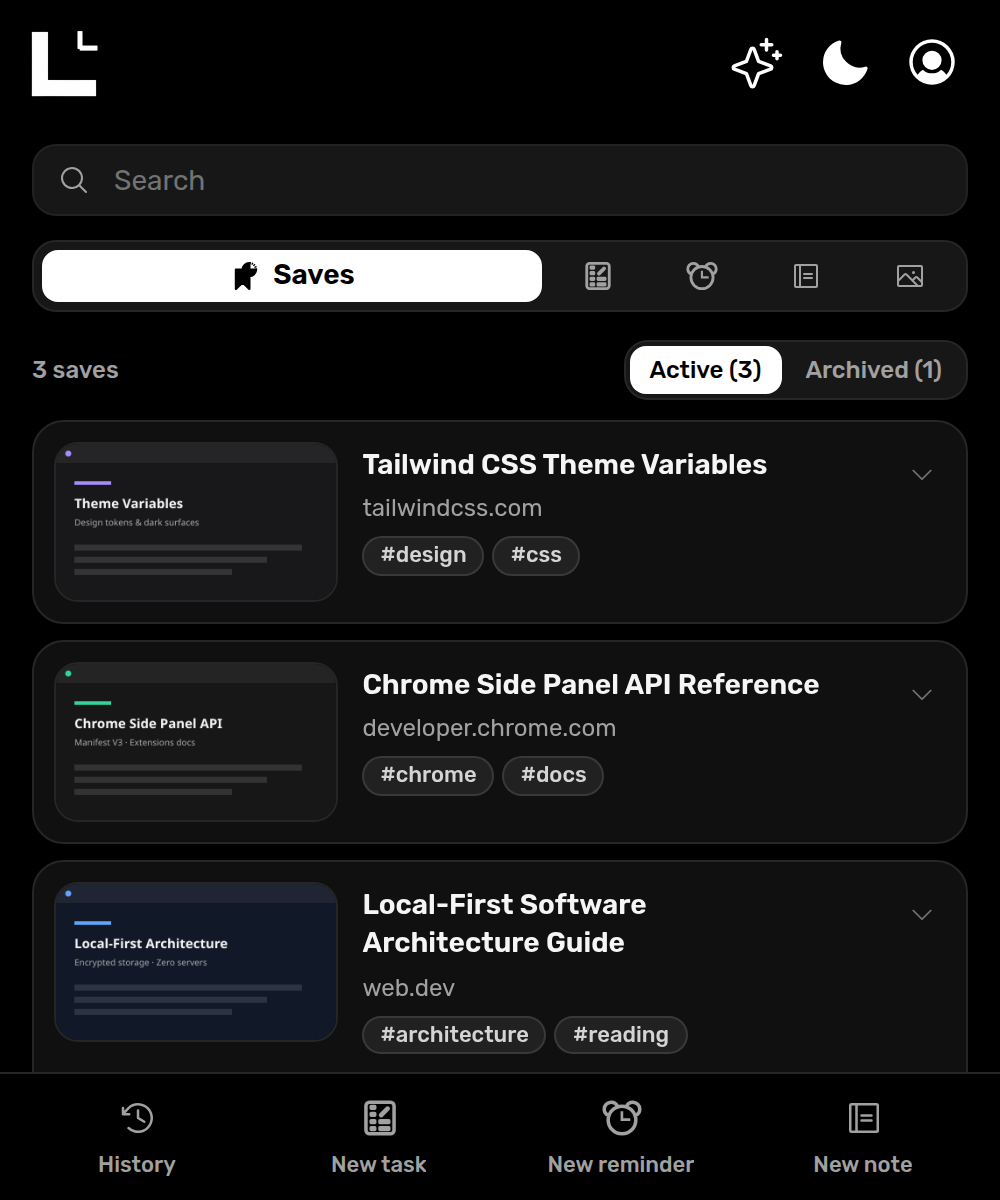 Search
Saves
3 saves
Active (3)
Archived (1)
Theme Variables
Design tokens & dark surfaces
Tailwind CSS Theme Variables
tailwindcss.com
#design
#css
Chrome Side Panel API
Manifest V3 · Extensions docs
Chrome Side Panel API Reference
developer.chrome.com
#chrome
#docs
Local-First Architecture
Encrypted storage · Zero servers
Local-First Software
Architecture Guide
web.dev
#architecture
#reading
History
New task
New reminder
New note